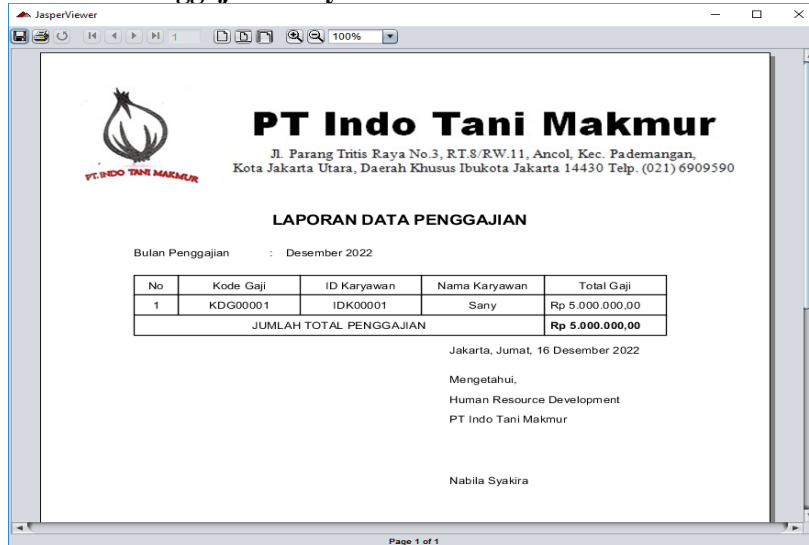 JasperViewer
1
100%
PT. INDO TANI MAKMUR
PT Indo Tani Makmur
Jl. Parang Tritis Raya No.3, RT.8/RW.11, Ancol, Kec. Pademangan,
Kota Jakarta Utara, Daerah Khusus Ibukota Jakarta 14430 Telp. (021) 6909590
LAPORAN DATA PENGGAJIAN
Bulan Penggajian : Desember 2022
No Kode Gaji ID Karyawan Nama Karyawan Total Gaji
1 KDG00001 IDK00001 Sany Rp 5.000.000,00
JUMLAH TOTAL PENGGAJIAN Rp 5.000.000,00
Jakarta, Jumat, 16 Desember 2022
Mengetahui,
Human Resource Development
PT Indo Tani Makmur
Nabila Syakira
Page 1 of 1